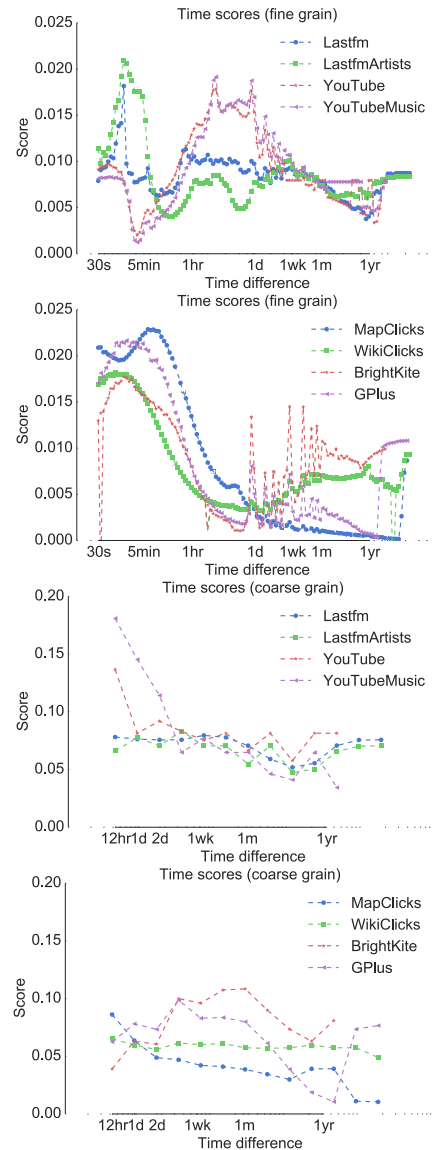 Time scores (fine grain)
0.025
0.020
0.015
0.010
0.005
0.000
Score
Lastfm
LastfmArtists
YouTube
YouTubeMusic
30s 5min 1hr 1d 1wk 1m 1yr
Time difference
Time scores (fine grain)
0.025
0.020
0.015
0.010
0.005
0.000
Score
MapClicks
WikiClicks
BrightKite
GPlus
30s 5min 1hr 1d 1wk 1m 1yr
Time difference
Time scores (coarse grain)
0.20
0.15
0.10
0.05
0.00
Score
Lastfm
LastfmArtists
YouTube
YouTubeMusic
12hr1d 2d 1wk 1m 1yr
Time difference
Time scores (coarse grain)
0.20
0.15
0.10
0.05
0.00
Score
MapClicks
WikiClicks
BrightKite
GPlus
12hr1d 2d 1wk 1m 1yr
Time difference